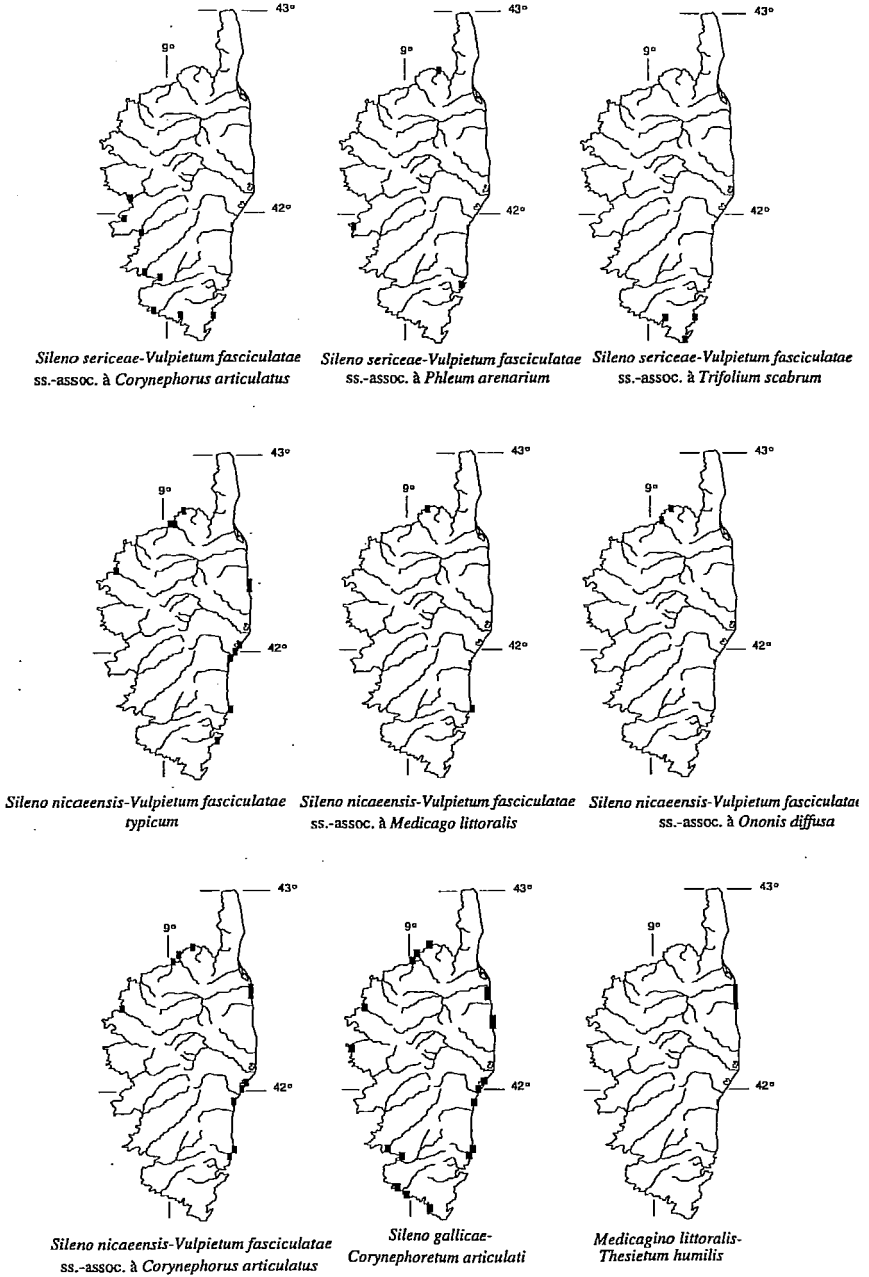 43°
43°
43°
9°
9°
9°
42°
42°
42°
Sileno sericeae-Vulpietum fasciculatae
ss.-assoc. à Corynephorus articulatus
Sileno sericeae-Vulpietum fasciculatae
ss.-assoc. à Phleum arenarium
Sileno sericeae-Vulpietum fasciculatae
ss.-assoc. à Trifolium scabrum
43°
43°
43°
9°
9°
9°
42°
42°
42°
Sileno nicaeensis-Vulpietum fasciculatae
typicum
Sileno nicaeensis-Vulpietum fasciculatae
ss.-assoc. à Medicago littoralis
Sileno nicaeensis-Vulpietum fasciculatae
ss.-assoc. à Ononis diffusa
43°
43°
43°
9°
9°
9°
42°
42°
42°
Sileno nicaeensis-Vulpietum fasciculatae
ss.-assoc. à Corynephorus articulatus
Sileno gallicae-
Corynephoretum articulati
Medicagino littoralis-
Thesietum humilis